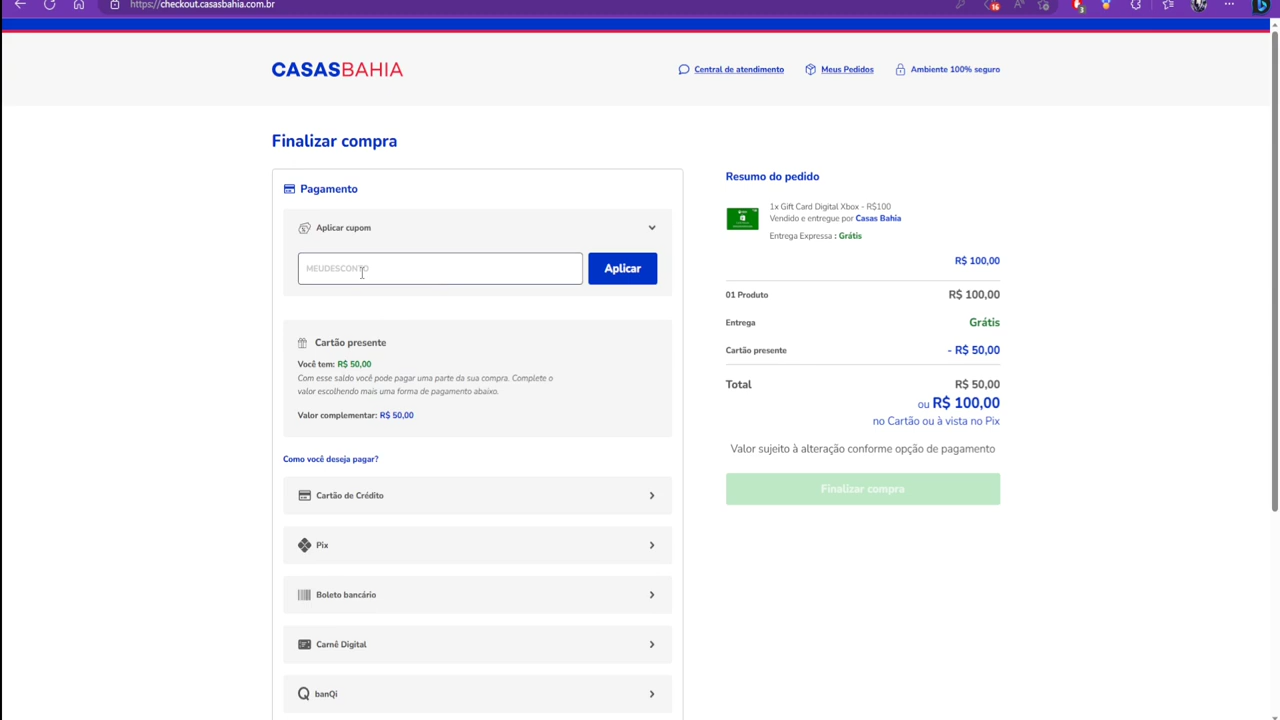 https://checkout.casasbahia.com.br
CASASBAHIA
Central de atendimento
Meus Pedidos
Ambiente 100% seguro
Finalizar compra
Pagamento
Aplicar cupom
MEUDESCONTO
Aplicar
Cartão presente
Você tem: R$ 50,00
Com esse saldo você pode pagar uma parte da sua compra. Complete o
valor escolhendo mais uma forma de pagamento abaixo.
Valor complementar: R$ 50,00
Como você deseja pagar?
Cartão de Crédito
Pix
Boleto bancário
Carnê Digital
banQi
Resumo do pedido
1x Gift Card Digital Xbox - R$100
Vendido e entregue por Casas Bahia
Entrega Expressa : Grátis
R$ 100,00
01 Produto R$ 100,00
Entrega Grátis
Cartão presente - R$ 50,00
Total R$ 50,00
ou R$ 100,00
no Cartão ou à vista no Pix
Valor sujeito à alteração conforme opção de pagamento
Finalizar compra